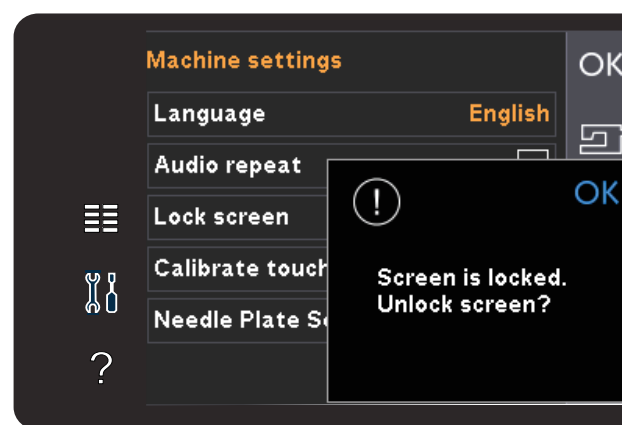 Machine settings
OK
Language English
Audio repeat
OK
Lock screen
Calibrate touch
Screen is locked.
Unlock screen?
Needle Plate
?